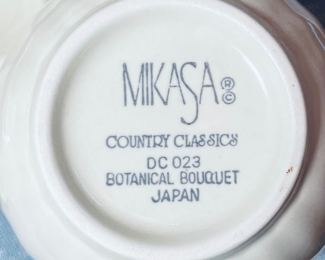 MIKASA ® ©
COUNTRY CLASSICS
DC 023
BOTANICAL BOUQUET
JAPAN